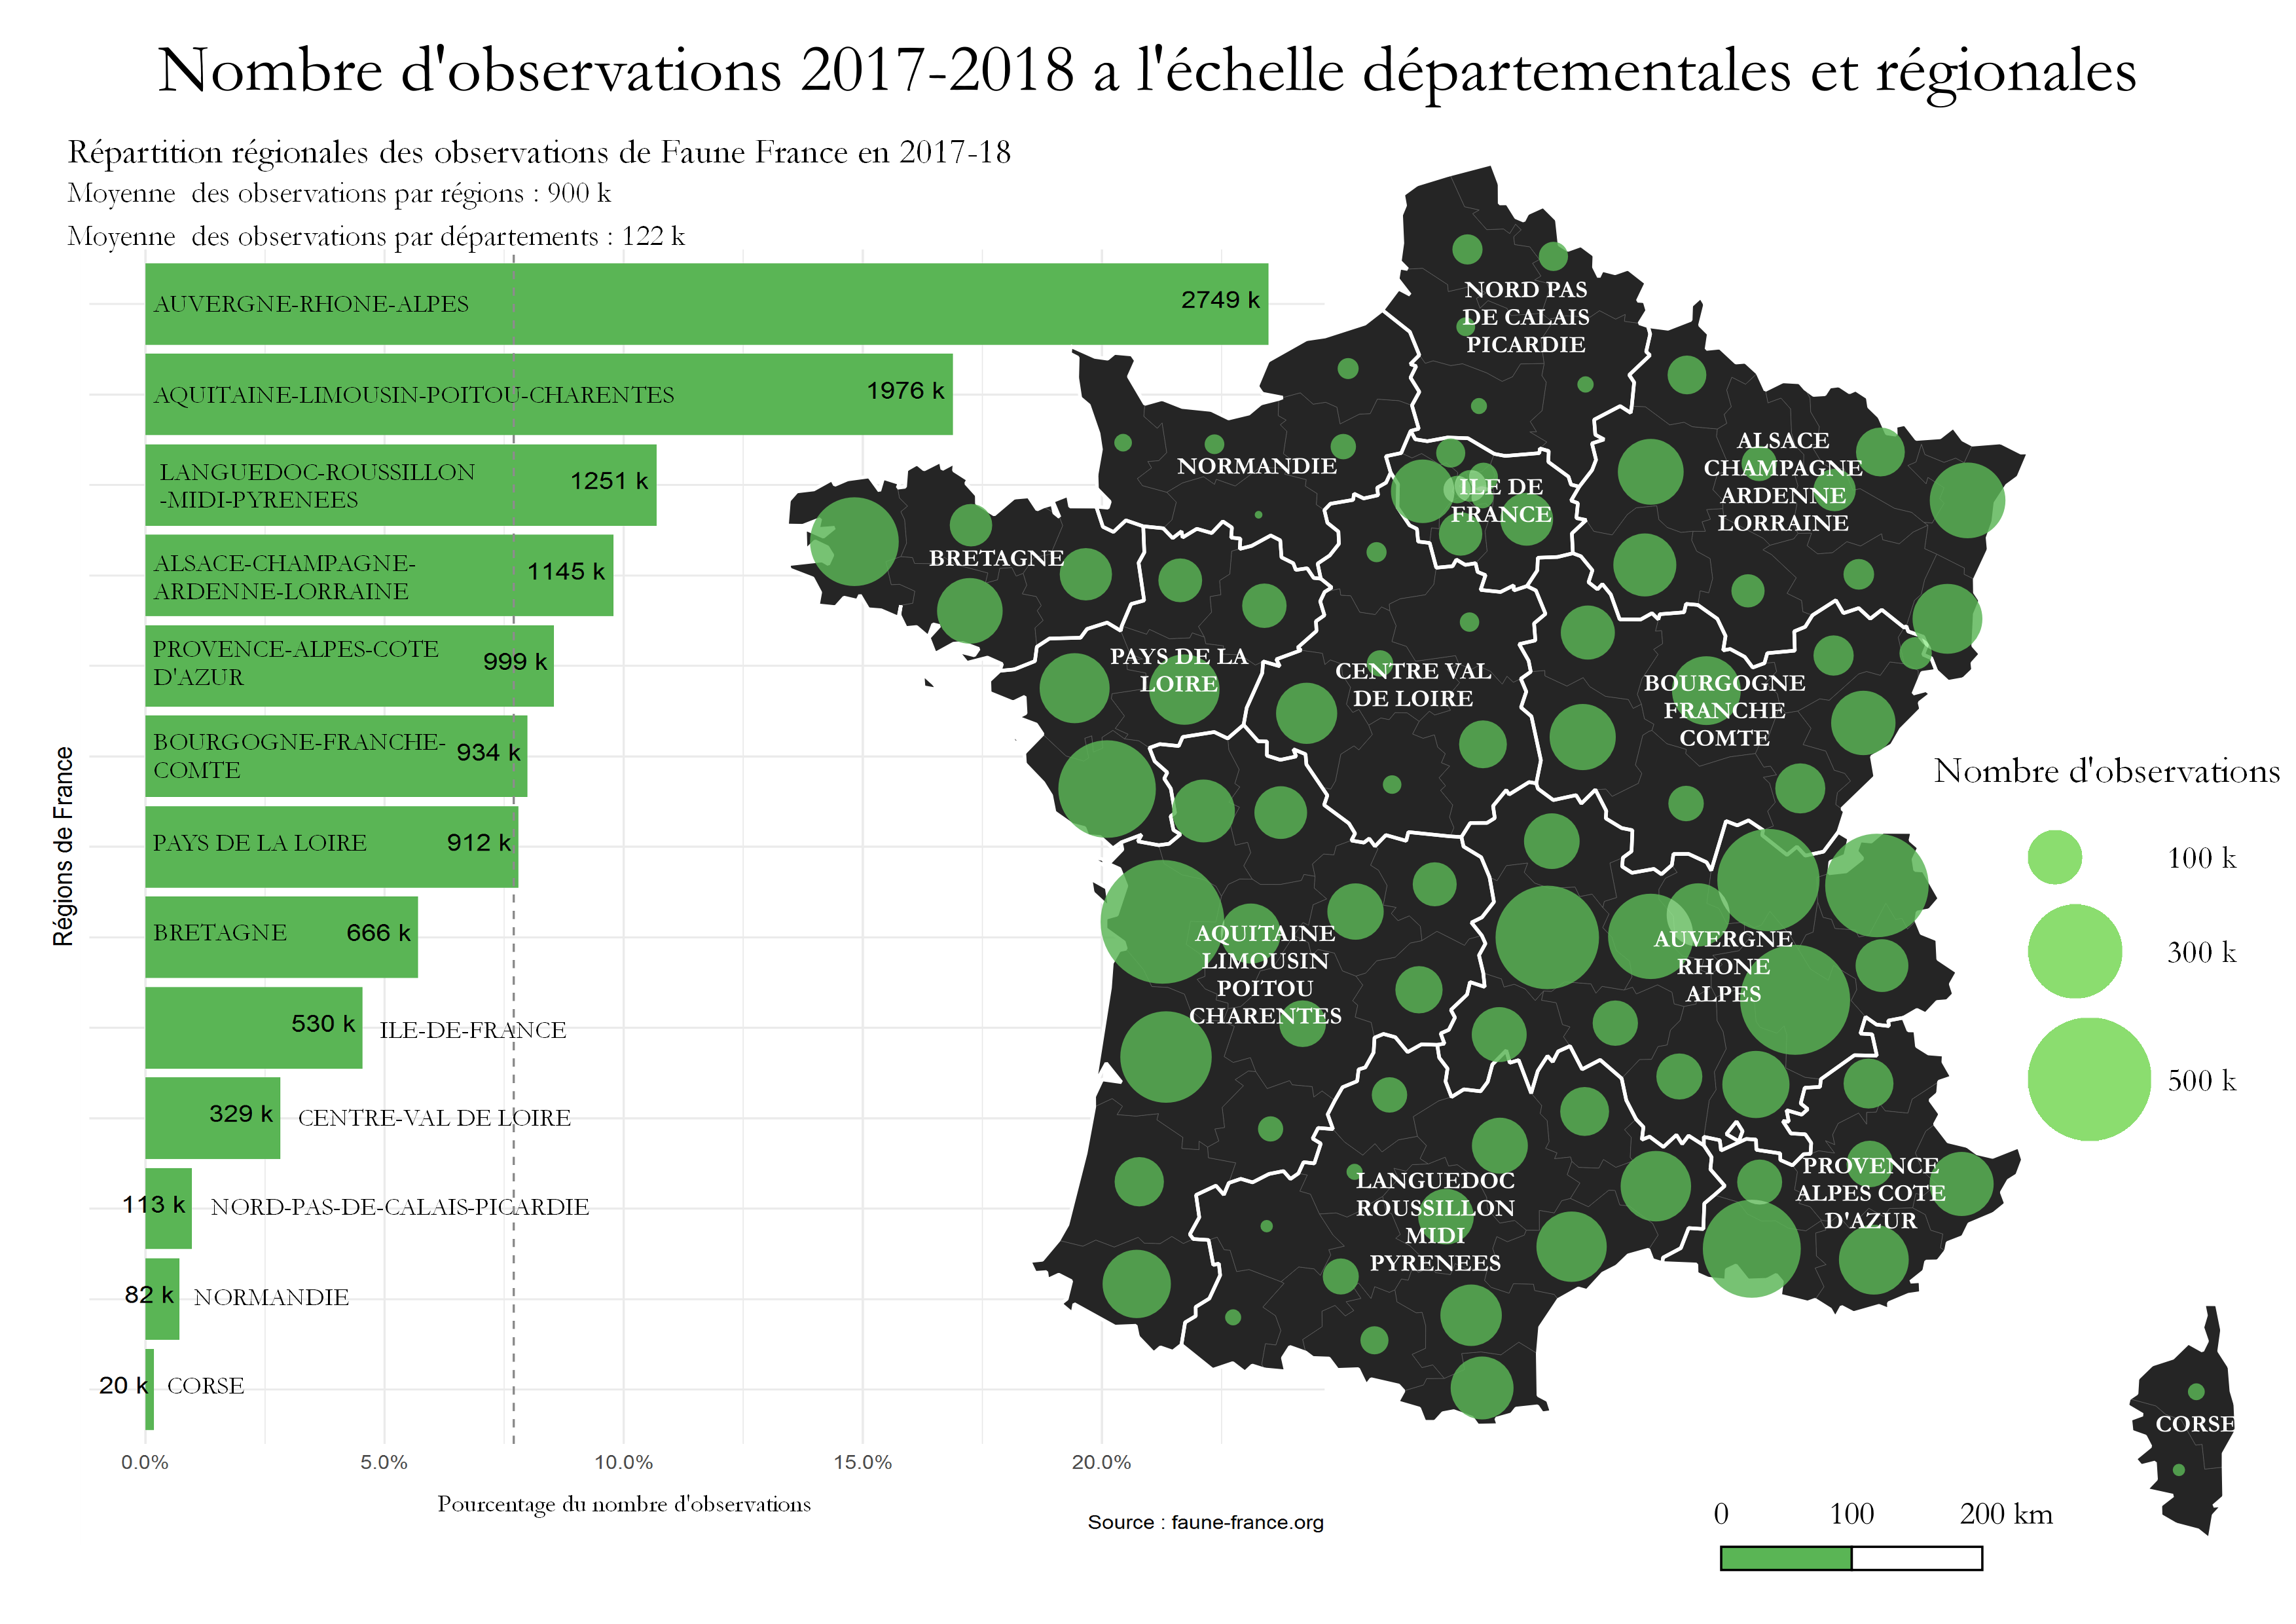 Nombre d'observations 2017-2018 a l'échelle départementales et régionales
Répartition régionales des observations de Faune France en 2017-18
Moyenne  des observations par régions : 900 k
Moyenne  des observations par départements : 122 k
Régions de France
AUVERGNE-RHONE-ALPES
2749 k
AQUITAINE-LIMOUSIN-POITOU-CHARENTES
1976 k
LANGUEDOC-ROUSSILLON
-MIDI-PYRENEES
1251 k
ALSACE-CHAMPAGNE-
ARDENNE-LORRAINE
1145 k
PROVENCE-ALPES-COTE
D'AZUR
999 k
BOURGOGNE-FRANCHE-
COMTE
934 k
PAYS DE LA LOIRE
912 k
BRETAGNE
666 k
530 k
ILE-DE-FRANCE
329 k
CENTRE-VAL DE LOIRE
113 k
NORD-PAS-DE-CALAIS-PICARDIE
82 k
NORMANDIE
20 k
CORSE
0.0%
5.0%
10.0%
15.0%
20.0%
Pourcentage du nombre d'observations
Source : faune-france.org
NORD PAS
DE CALAIS
PICARDIE
NORMANDIE
ILE DE
FRANCE
ALSACE
CHAMPAGNE
ARDENNE
LORRAINE
BRETAGNE
PAYS DE LA
LOIRE
CENTRE VAL
DE LOIRE
BOURGOGNE
FRANCHE
COMTE
AQUITAINE
LIMOUSIN
POITOU
CHARENTES
AUVERGNE
RHONE
ALPES
LANGUEDOC
ROUSSILLON
MIDI
PYRENEES
PROVENCE
ALPES COTE
D'AZUR
CORSE
Nombre d'observations
100 k
300 k
500 k
0
100
200 km